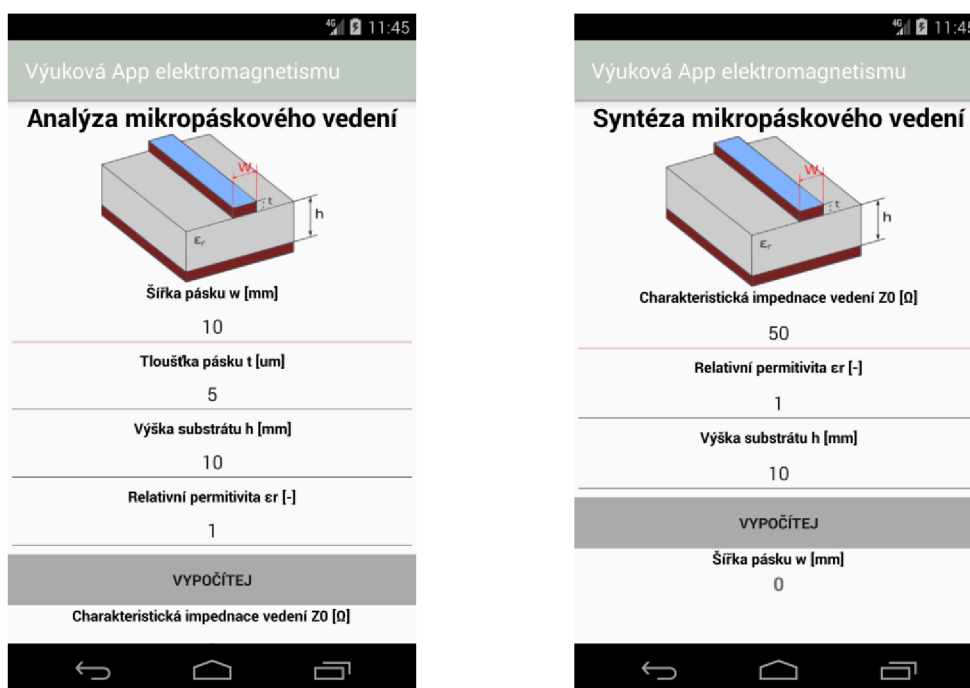 4G 11:45
Výuková App elektromagnetismu
Analýza mikropáskového vedení
w
t
h
εr
Šířka pásku w [mm]
10
Tloušťka pásku t [um]
5
Výška substrátu h [mm]
10
Relativní permitivita εr [-]
1
VYPOČÍTEJ
Charakteristická impednace vedení Z0 [Ω]
4G 11:45
Výuková App elektromagnetismu
Syntéza mikropáskového vedení
w
t
h
εr
Charakteristická impednace vedení Z0 [Ω]
50
Relativní permitivita εr [-]
1
Výška substrátu h [mm]
10
VYPOČÍTEJ
Šířka pásku w [mm]
0